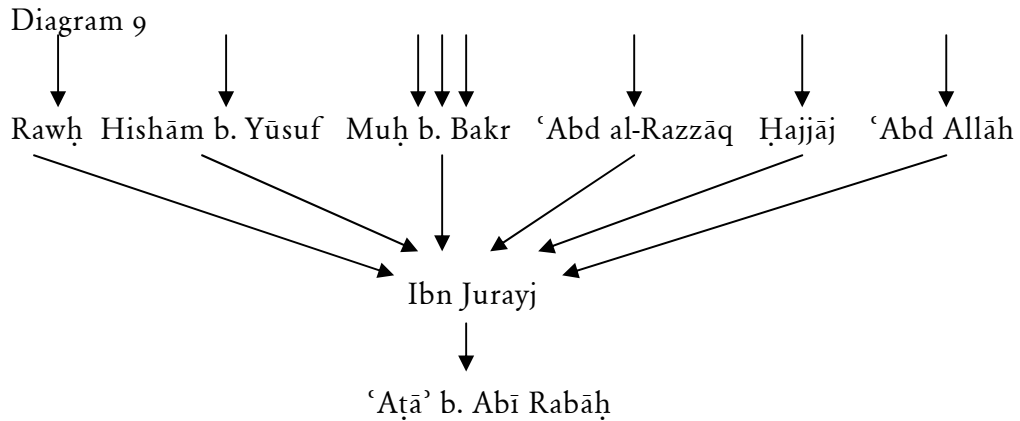 Diagram 9
Rawḥ Hishām b. Yūsuf Muḥ b. Bakr ʿAbd al-Razzāq Ḥajjāj ʿAbd Allāh
Ibn Jurayj
ʿAṭāʾ b. Abī Rabāḥ